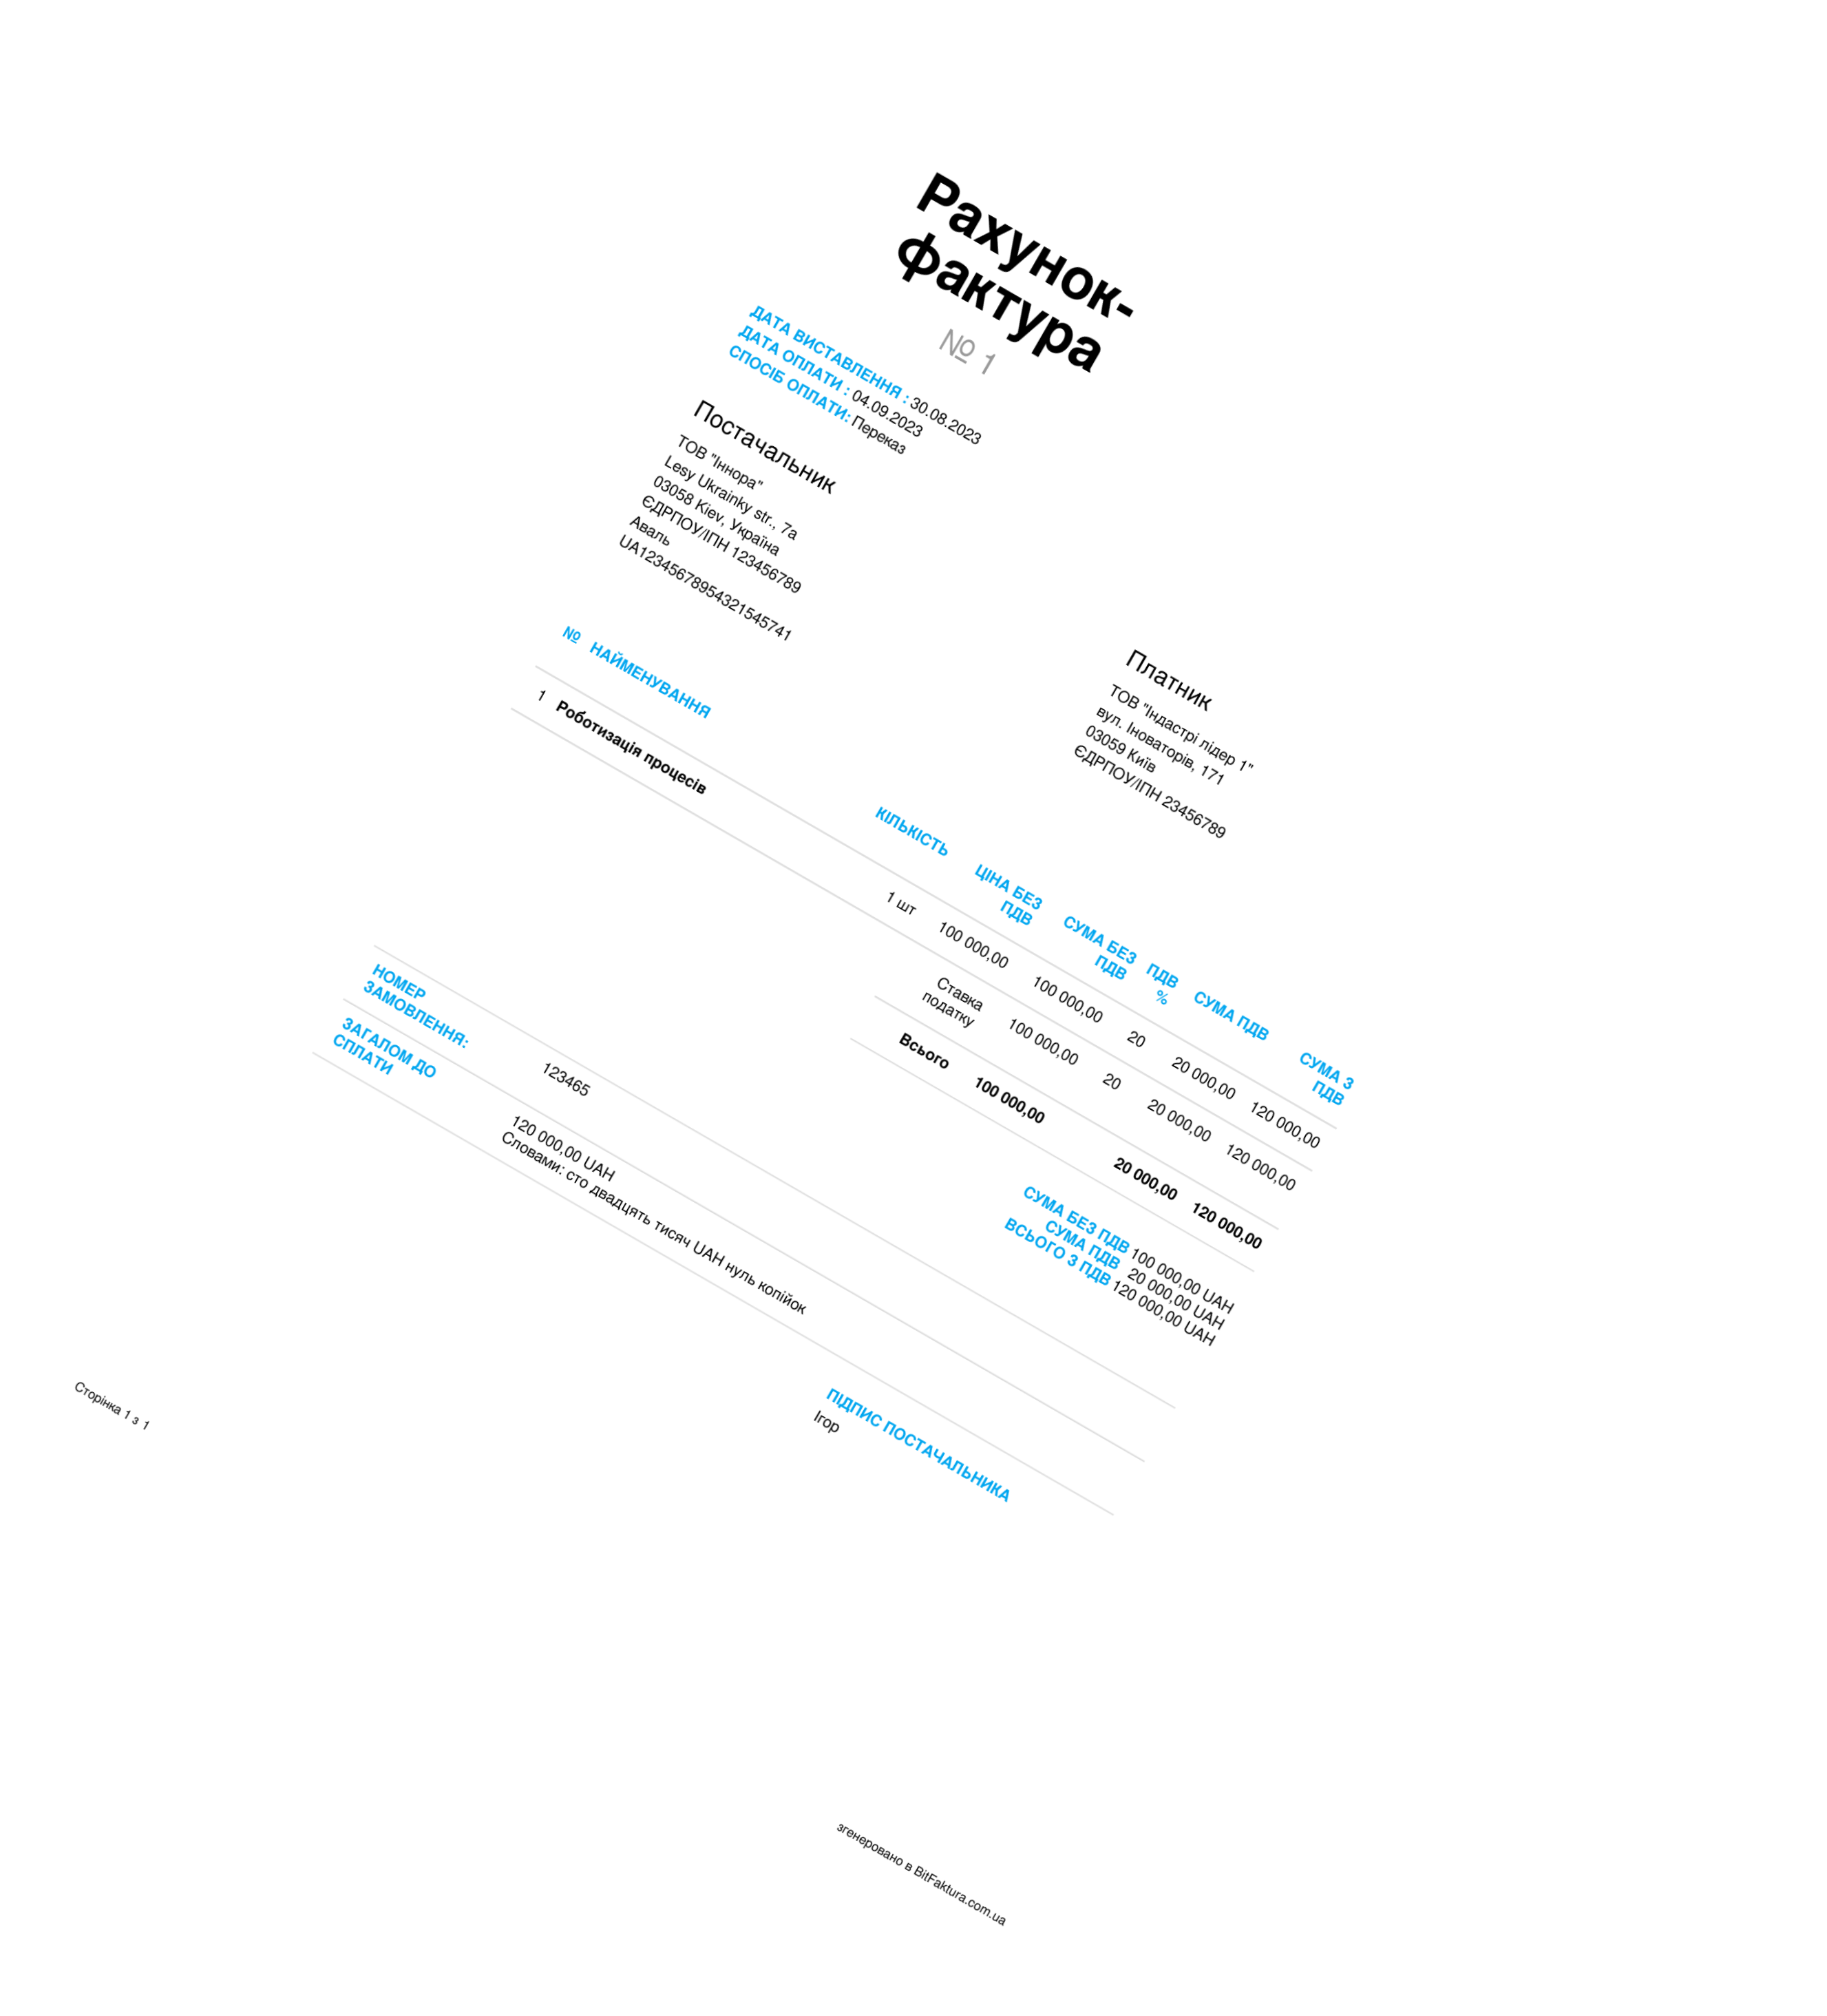 Рахунок-
фактура
№ 1
ДАТА ВИСТАВЛЕННЯ : 30.08.2023
ДАТА ОПЛАТИ : 04.09.2023
СПОСІБ ОПЛАТИ: Переказ
Постачальник
ТОВ "Іннора"
Lesy Ukrainky str., 7a
03058 Kiev, Україна
ЄДРПОУ/ІПН 123456789
Аваль
UA12345678954321545741
Платник
ТОВ "Індастрі лідер 1"
вул. Іноваторів, 171
03059 Київ
ЄДРПОУ/ІПН 23456789
№ НАЙМЕНУВАННЯ КІЛЬКІСТЬ ЦІНА БЕЗ ПДВ СУМА БЕЗ ПДВ ПДВ % СУМА ПДВ СУМА З ПДВ
1 Роботизація процесів 1 шт 100 000,00 100 000,00 20 20 000,00 120 000,00
Ставка податку 100 000,00 20 20 000,00 120 000,00
Всього 100 000,00 20 000,00 120 000,00
СУМА БЕЗ ПДВ 100 000,00 UAH
СУМА ПДВ 20 000,00 UAH
ВСЬОГО З ПДВ 120 000,00 UAH
НОМЕР
ЗАМОВЛЕННЯ: 123465
ЗАГАЛОМ ДО
СПЛАТИ 120 000,00 UAH
Словами: сто двадцять тисяч UAH нуль копійок
ПІДПИС ПОСТАЧАЛЬНИКА
Ігор
Сторінка 1 з 1
згенеровано в BitFaktura.com.ua